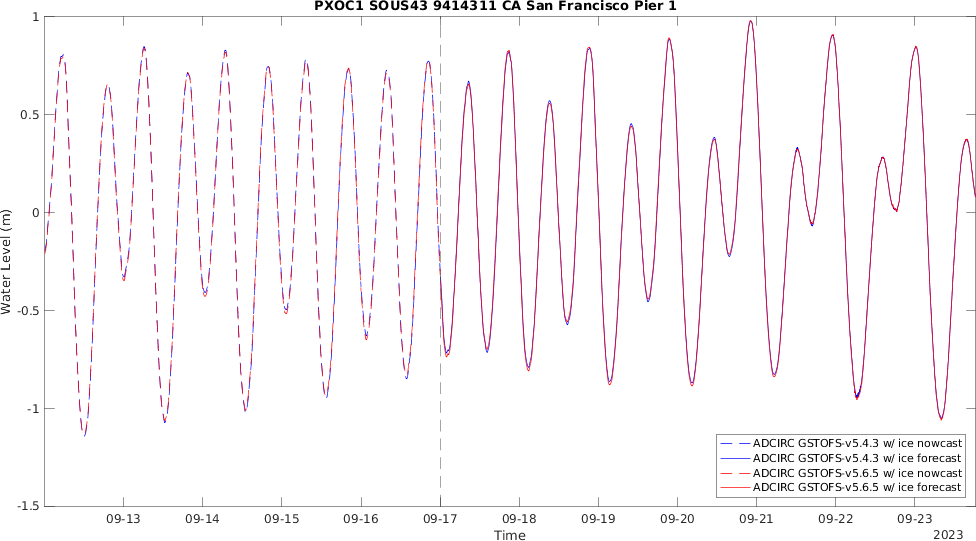 PXOC1 SOUS43 9414311 CA San Francisco Pier 1
1
0.5
0
-0.5
-1
-1.5
Water Level (m)
ADCIRC GSTOFS-v5.4.3 w/ ice nowcast
ADCIRC GSTOFS-v5.4.3 w/ ice forecast
ADCIRC GSTOFS-v5.6.5 w/ ice nowcast
ADCIRC GSTOFS-v5.6.5 w/ ice forecast
09-13 09-14 09-15 09-16 09-17 09-18 09-19 09-20 09-21 09-22 09-23
Time
2023